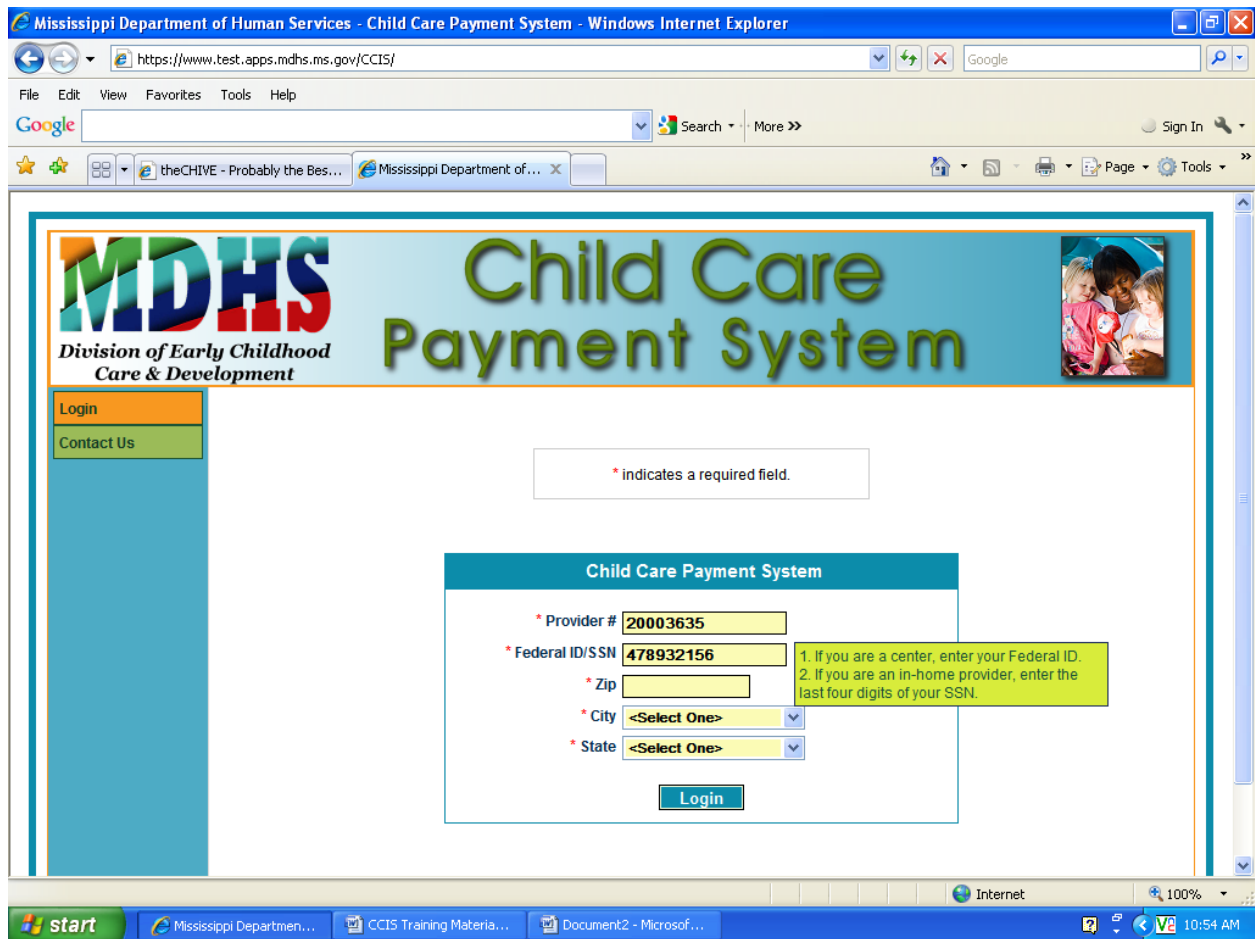 Mississippi Department of Human Services - Child Care Payment System - Windows Internet Explorer
https://www.test.apps.mdhs.ms.gov/CCIS/
Google
File Edit View Favorites Tools Help
Google Search More >> Sign In
theCHIVE - Probably the Bes... Mississippi Department of... X Page Tools >>
MDHS
Division of Early Childhood
Care & Development
Child Care
Payment System
Login
Contact Us
* indicates a required field.
Child Care Payment System
* Provider # 20003635
* Federal ID/SSN 478932156
1. If you are a center, enter your Federal ID.
2. If you are an in-home provider, enter the
last four digits of your SSN.
* Zip
* City <Select One>
* State <Select One>
Login
Internet 100%
start Mississippi Departmen... CCIS Training Materia... Document2 - Microsof... 10:54 AM